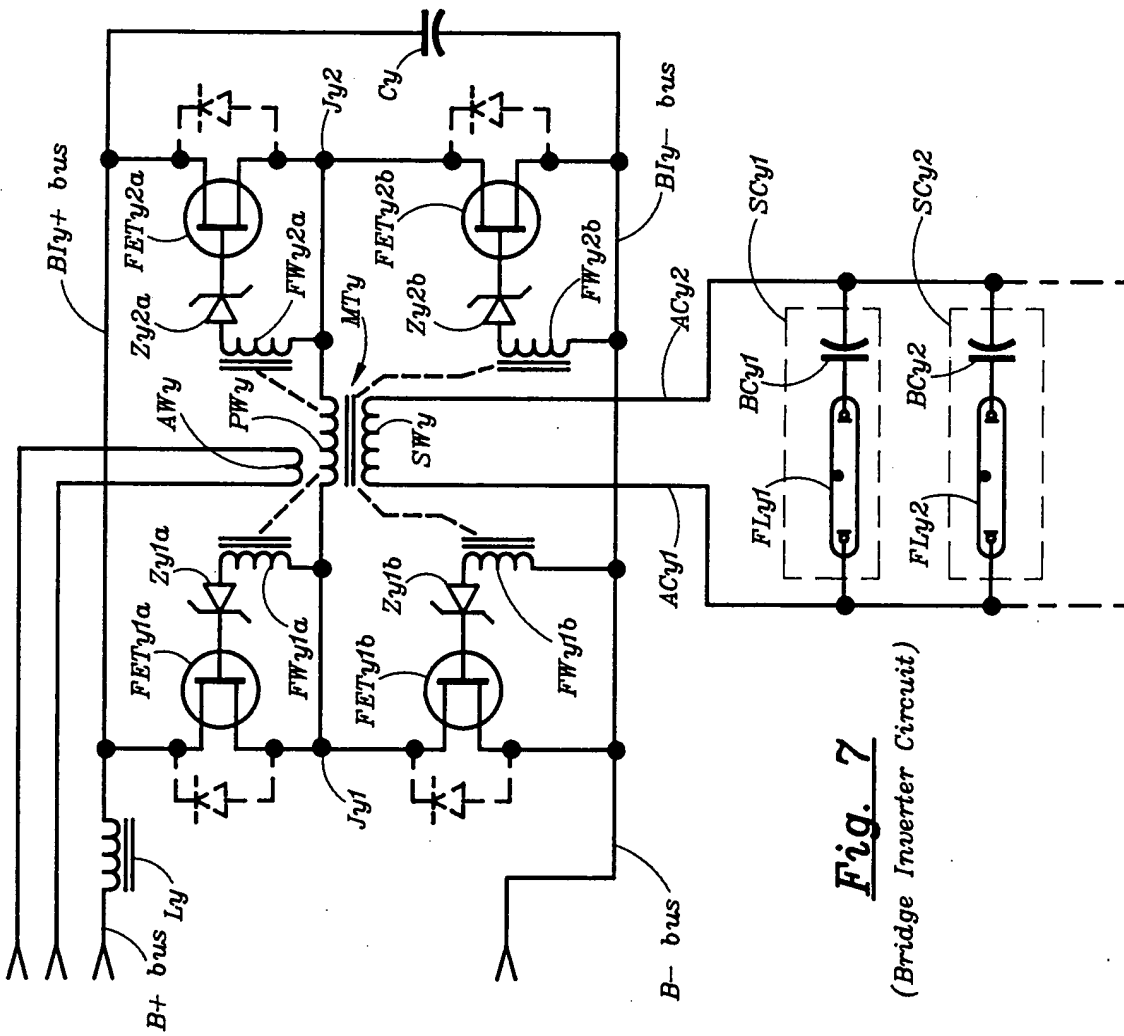 BIy+ bus
FETy2a
Zy2a
AWy
Zy1a
FETy1a
B+ bus
Ly
PWy
FWy2a
FWy1a
Jy2
MTy
Jy1
Cy
FETy1b
Zy1b
FETy2b
Zy2b
SWy
FWy1b
FWy2b
BIy– bus
B– bus
ACy1
ACy2
SCy1
BCy1
FLy1
SCy2
BCy2
FLy2
Fig. 7
(Bridge Inverter Circuit)